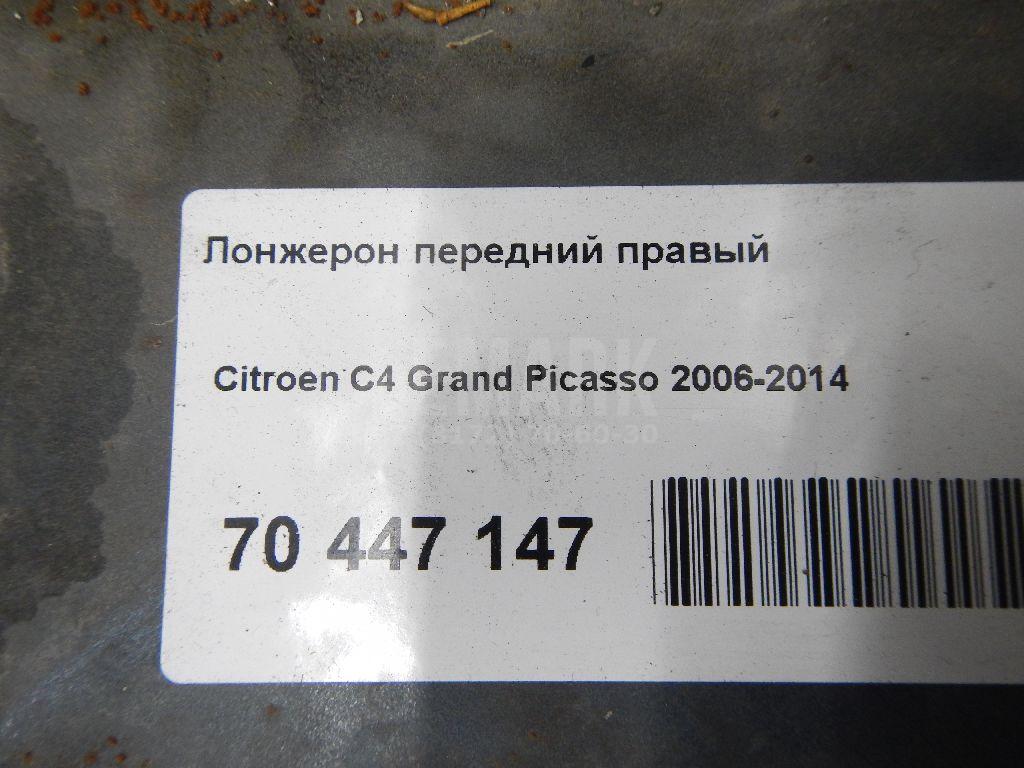 Лонжерон передний правый
Citroen C4 Grand Picasso 2006-2014
70 447 147